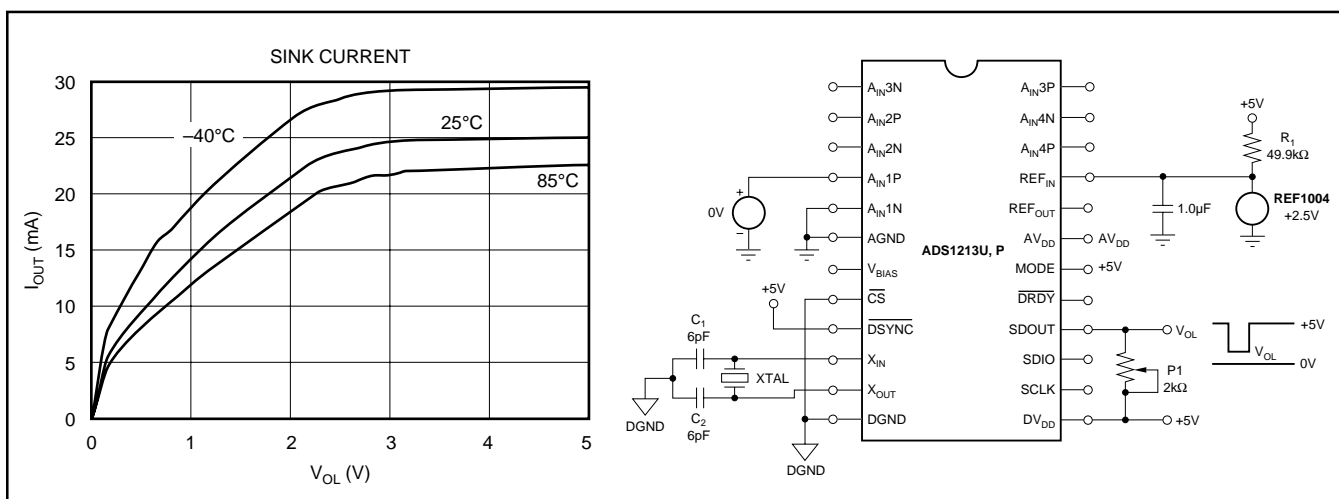 SINK CURRENT
30
25
20
15
10
5
0
I_OUT (mA)
–40°C
25°C
85°C
0 1 2 3 4 5
V_OL (V)
A_IN3N
A_IN2P
A_IN2N
A_IN1P
A_IN1N
AGND
V_BIAS
CS
DSYNC
X_IN
X_OUT
DGND
ADS1213U, P
A_IN3P
A_IN4N
A_IN4P
REF_IN
REF_OUT
AV_DD
MODE
DRDY
SDOUT
SDIO
SCLK
DV_DD
+
0V
–
+5V
C1
6pF
XTAL
C2
6pF
DGND
DGND
+5V
R1
49.9kΩ
1.0µF
REF1004
+2.5V
AV_DD
+5V
V_OL
P1
2kΩ
+5V
+5V
V_OL
0V